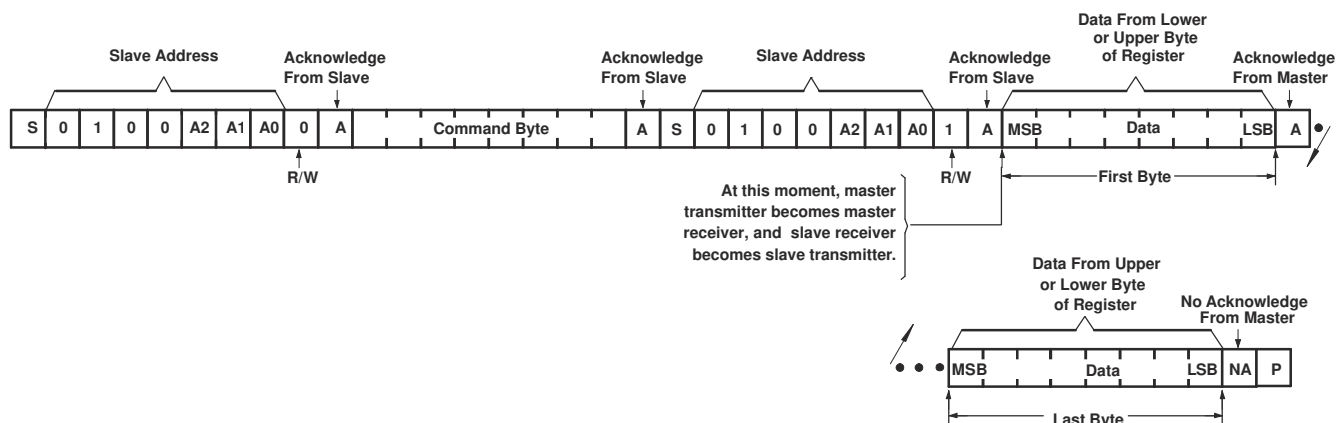 Slave Address
Acknowledge
From Slave
Acknowledge
From Slave
Slave Address
Acknowledge
From Slave
Data From Lower
or Upper Byte
of Register
Acknowledge
From Master
S 0 1 0 0 A2 A1 A0 0 A Command Byte A S 0 1 0 0 A2 A1 A0 1 A MSB Data LSB A
R/W
R/W
First Byte
At this moment, master
transmitter becomes master
receiver, and slave receiver
becomes slave transmitter.
Data From Upper
or Lower Byte
of Register
No Acknowledge
From Master
MSB Data LSB NA P
Last Byte